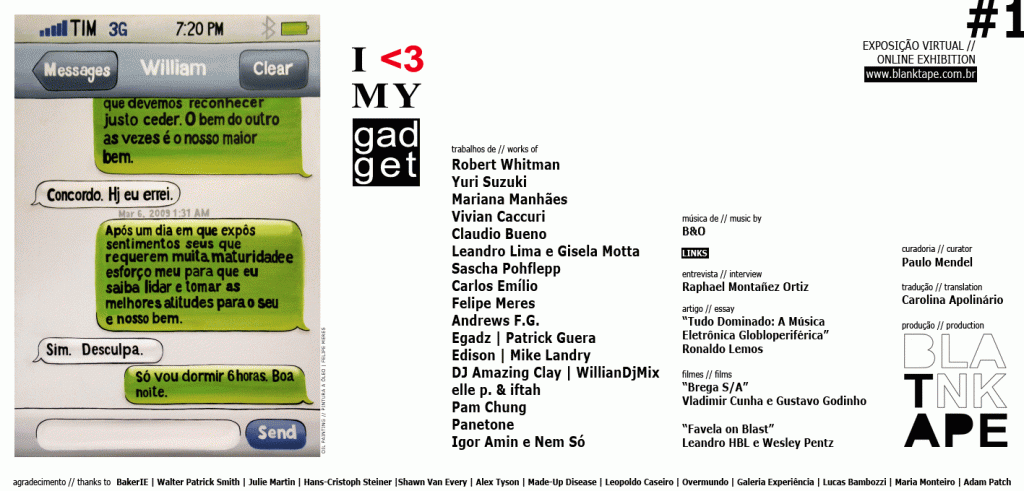 TIM 3G 7:20 PM
Messages William Clear
que devemos reconhecer
justo ceder. O bem do outro
as vezes é o nosso maior
bem.
Concordo. Hj eu errei.
Mar 6, 2009 1:31 AM
Após um dia em que expôs
sentimentos seus que
requerem muita maturidade e
esforço meu para que eu
saiba lidar e tomar as
melhores atitudes para o seu
e nosso bem.
Sim. Desculpa.
Só vou dormir 6 horas. Boa
noite.
Send
OIL PAINTING // PINTURA A ÓLEO | FELIPE MERES
I <3
MY
gad
get
trabalhos de // works of
Robert Whitman
Yuri Suzuki
Mariana Manhães
Vivian Caccuri
Claudio Bueno
Leandro Lima e Gisela Motta
Sascha Pohflepp
Carlos Emílio
Felipe Meres
Andrews F.G.
Egadz | Patrick Guera
Edison | Mike Landry
DJ Amazing Clay | WillianDjMix
elle p. & iftah
Pam Chung
Panetone
Igor Amin e Nem Só
música de // music by
B&O
LINKS
entrevista // interview
Raphael Montañez Ortiz
artigo // essay
“Tudo Dominado: A Música
Eletrônica Globloperiférica”
Ronaldo Lemos
filmes // films
“Brega S/A”
Vladimir Cunha e Gustavo Godinho
“Favela on Blast”
Leandro HBL e Wesley Pentz
#1
EXPOSIÇÃO VIRTUAL //
ONLINE EXHIBITION
www.blanktape.com.br
curadoria // curator
Paulo Mendel
tradução // translation
Carolina Apolinário
produção // production
BLA
TNK
APE
agradecimento // thanks to BakerIE | Walter Patrick Smith | Julie Martin | Hans-Cristoph Steiner |Shawn Van Every | Alex Tyson | Made-Up Disease | Leopoldo Caseiro | Overmundo | Galeria Experiência | Lucas Bambozzi | Maria Monteiro | Adam Patch